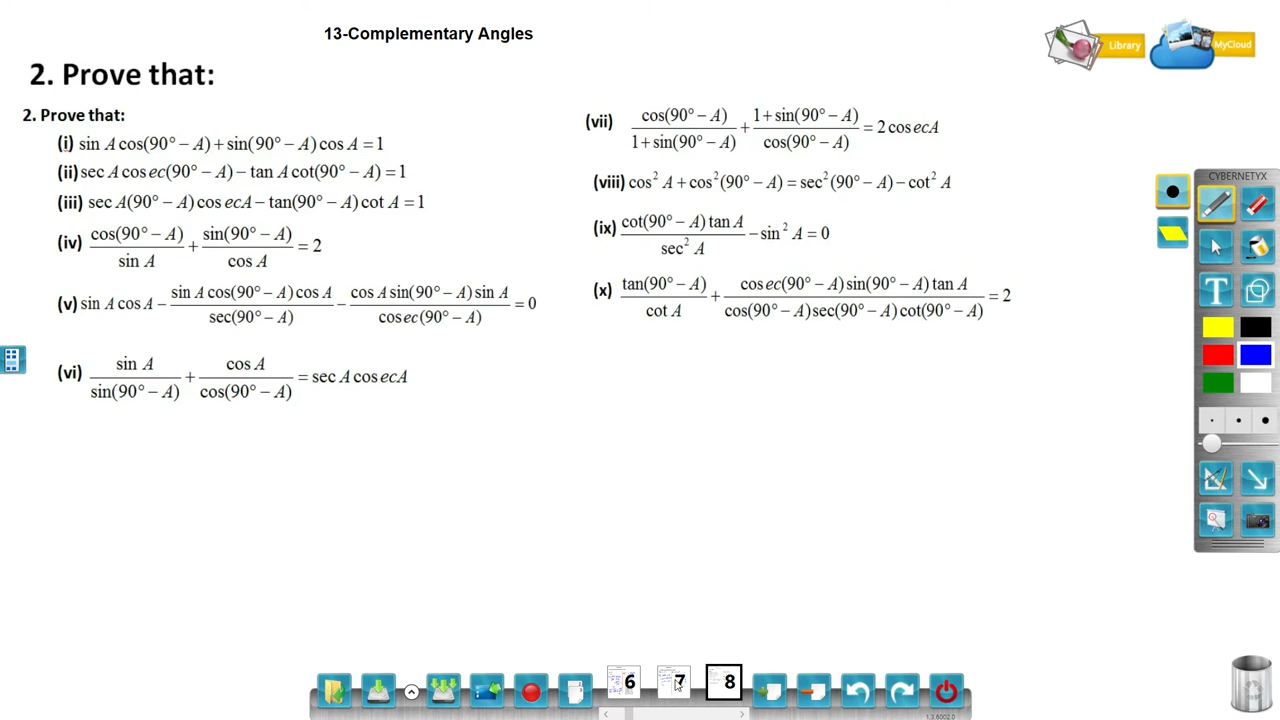 13-Complementary Angles
Library
MyCloud
2. Prove that:
2. Prove that:
(i) sin A cos(90° – A) + sin(90° – A) cos A = 1
(ii) sec A cos ec(90° – A) – tan A cot(90° – A) = 1
(iii) sec A(90° – A) cos ecA – tan(90° – A) cot A = 1
(iv) cos(90° – A) / sin A + sin(90° – A) / cos A = 2
(v) sin A cos A – sin A cos(90° – A) cos A / sec(90° – A) – cos A sin(90° – A) sin A / cos ec(90° – A) = 0
(vi) sin A / sin(90° – A) + cos A / cos(90° – A) = sec A cos ecA
(vii) cos(90° – A) / 1 + sin(90° – A) + 1 + sin(90° – A) / cos(90° – A) = 2 cos ecA
(viii) cos² A + cos² (90° – A) = sec² (90° – A) – cot² A
(ix) cot(90° – A) tan A / sec² A – sin² A = 0
(x) tan(90° – A) / cot A + cos ec(90° – A) sin(90° – A) tan A / cos(90° – A) sec(90° – A) cot(90° – A) = 2
CYBERNETYX
T
6
7
8
1.3.6002.0